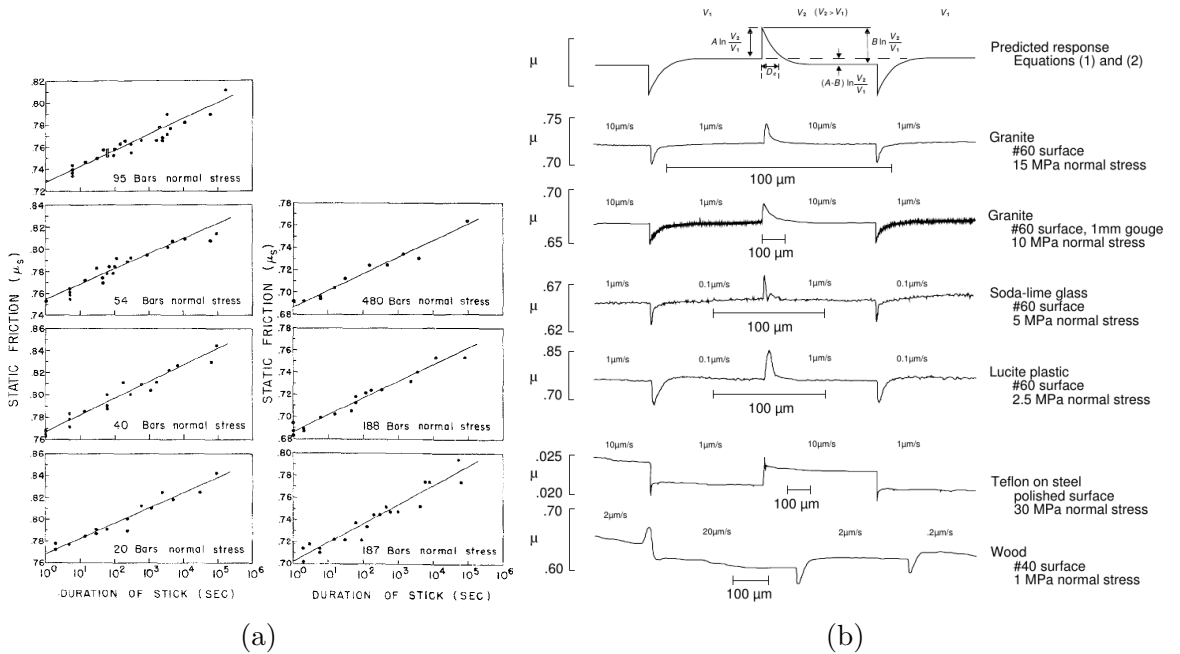 .82
.80
.78
.76
.74
.72
95 Bars normal stress
.84
.82
.80
.78
.76
.74
54 Bars normal stress
.86
.84
.82
.80
.78
.76
40 Bars normal stress
.86
.84
.82
.80
.78
.76
20 Bars normal stress
10⁰ 10¹ 10² 10³ 10⁴ 10⁵ 10⁶
DURATION OF STICK (SEC)
STATIC FRICTION (μs)
.78
.76
.74
.72
.70
.68
480 Bars normal stress
.78
.76
.74
.72
.70
.68
188 Bars normal stress
.80
.78
.76
.74
.72
.70
187 Bars normal stress
10⁰ 10¹ 10² 10³ 10⁴ 10⁵ 10⁶
DURATION OF STICK (SEC)
STATIC FRICTION (μs)
(a)
V₁ V₂ (V₂ > V₁) V₁
μ
A ln V₂/V₁
B ln V₂/V₁
Dc
(A-B) ln V₂/V₁
Predicted response
Equations (1) and (2)
.75
μ
.70
10μm/s 1μm/s 10μm/s 1μm/s
100 μm
Granite
#60 surface
15 MPa normal stress
.70
μ
.65
10μm/s 1μm/s 10μm/s 1μm/s
100 μm
Granite
#60 surface, 1mm gouge
10 MPa normal stress
.67
μ
.62
1μm/s 0.1μm/s 1μm/s 0.1μm/s
100 μm
Soda-lime glass
#60 surface
5 MPa normal stress
.85
μ
.70
1μm/s 0.1μm/s 1μm/s 0.1μm/s
100 μm
Lucite plastic
#60 surface
2.5 MPa normal stress
.025
μ
.020
10μm/s 1μm/s 10μm/s 1μm/s
100 μm
Teflon on steel
polished surface
30 MPa normal stress
.70
μ
.60
2μm/s 20μm/s 2μm/s .2μm/s
100 μm
Wood
#40 surface
1 MPa normal stress
(b)